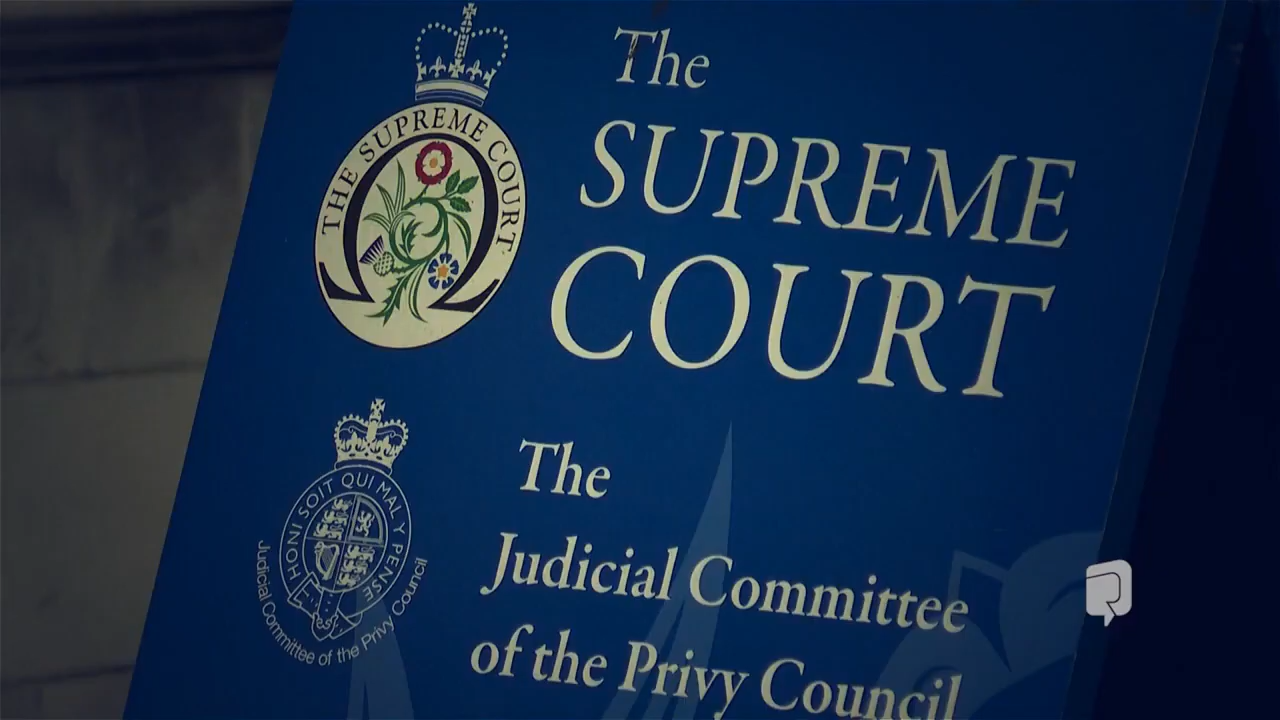 THE SUPREME COURT
The
SUPREME
COURT
HONI SOIT QUI MAL Y PENSE
Judicial Committee of the Privy Council
The
Judicial Committee
of the Privy Council